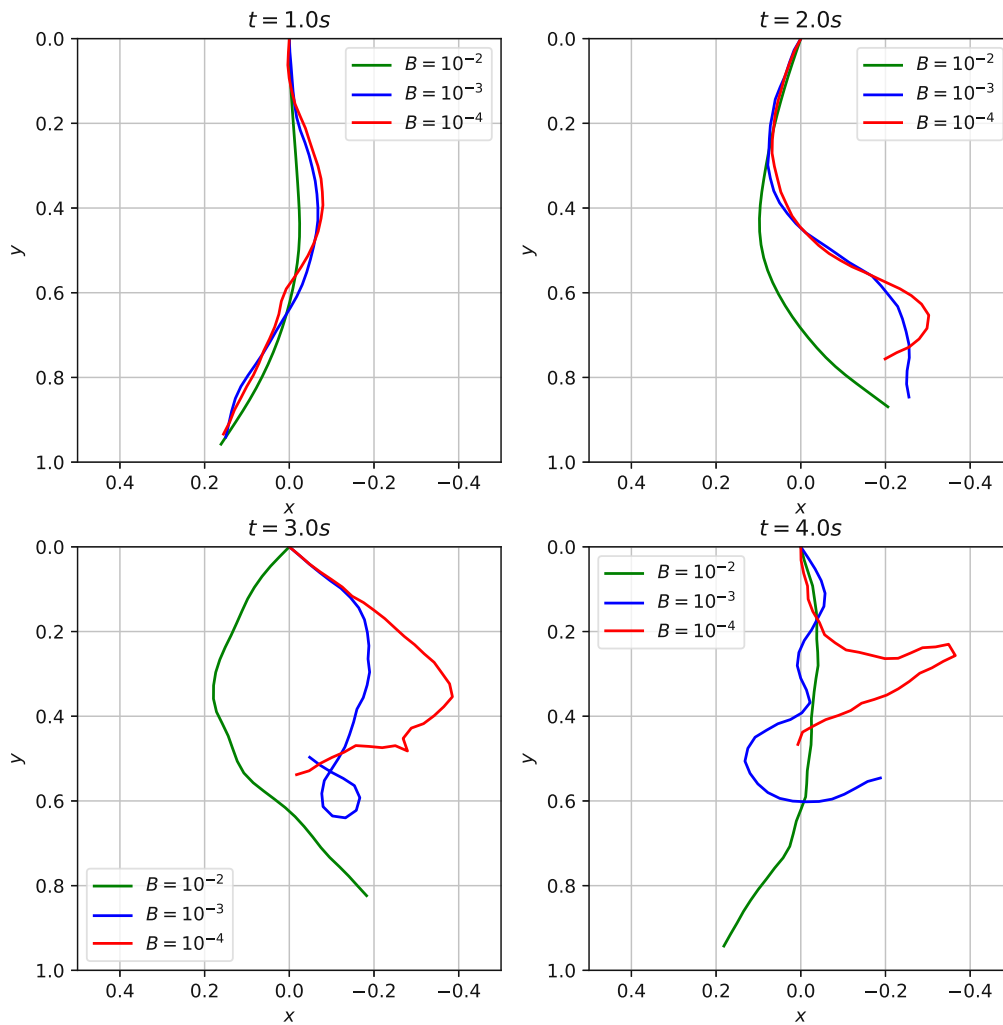 t = 1.0s
0.0
0.2
0.4
0.6
0.8
1.0
y
0.4
0.2
0.0
−0.2
−0.4
x
B = 10⁻²
B = 10⁻³
B = 10⁻⁴
t = 2.0s
0.0
0.2
0.4
0.6
0.8
1.0
y
0.4
0.2
0.0
−0.2
−0.4
x
B = 10⁻²
B = 10⁻³
B = 10⁻⁴
t = 3.0s
0.0
0.2
0.4
0.6
0.8
1.0
y
0.4
0.2
0.0
−0.2
−0.4
x
B = 10⁻²
B = 10⁻³
B = 10⁻⁴
t = 4.0s
0.0
0.2
0.4
0.6
0.8
1.0
y
0.4
0.2
0.0
−0.2
−0.4
x
B = 10⁻²
B = 10⁻³
B = 10⁻⁴